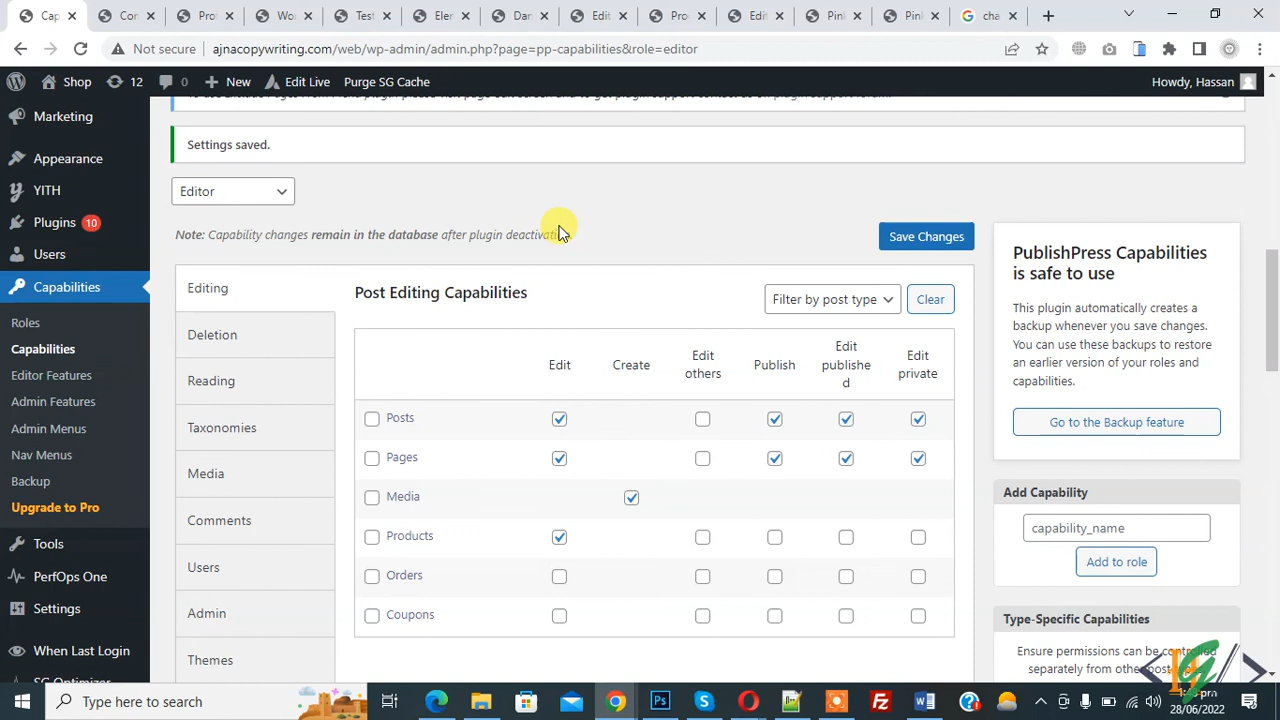 Cap
Cor
Prof
Woo
Test
Eler
Das
Edit
Pro
Edit
Pink
Pink
cha
Not secure
ajnacopywriting.com/web/wp-admin/admin.php?page=pp-capabilities&role=editor
Shop
12
0
New
Edit Live
Purge SG Cache
Howdy, Hassan
Marketing
Appearance
YITH
Plugins 10
Users
Capabilities
Roles
Capabilities
Editor Features
Admin Features
Admin Menus
Nav Menus
Backup
Upgrade to Pro
Tools
PerfOps One
Settings
When Last Login
SG Optimizer
Settings saved.
Editor
Note: Capability changes remain in the database after plugin deactivation.
Save Changes
Editing
Deletion
Reading
Taxonomies
Media
Comments
Users
Admin
Themes
Post Editing Capabilities
Filter by post type
Clear
Edit
Create
Edit others
Publish
Edit publishe d
Edit private
Posts
Pages
Media
Products
Orders
Coupons
PublishPress Capabilities
is safe to use
This plugin automatically creates a
backup whenever you save changes.
You can use these backups to restore
an earlier version of your roles and
capabilities.
Go to the Backup feature
Add Capability
capability_name
Add to role
Type-Specific Capabilities
Ensure permissions can be controlled
separately from other post
Type here to search
28/06/2022